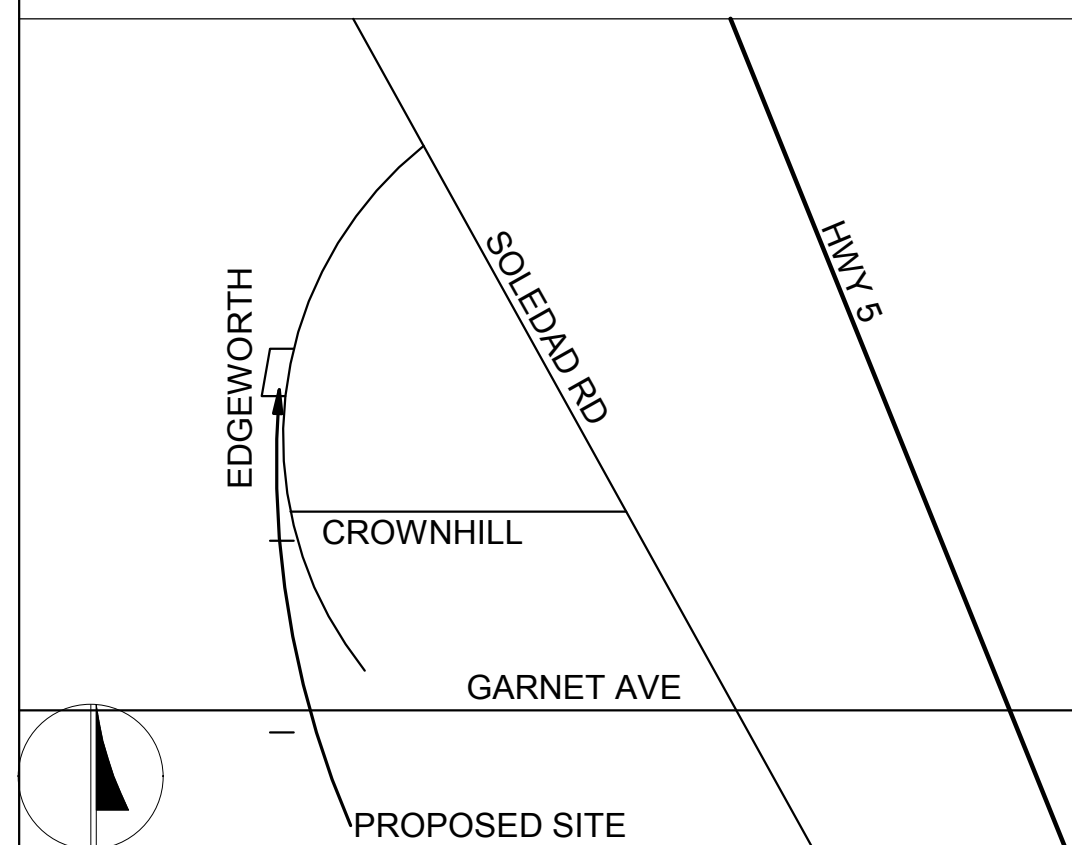 SOLEDAD RD
HWY 5
EDGEWORTH
CROWNHILL
GARNET AVE
PROPOSED SITE